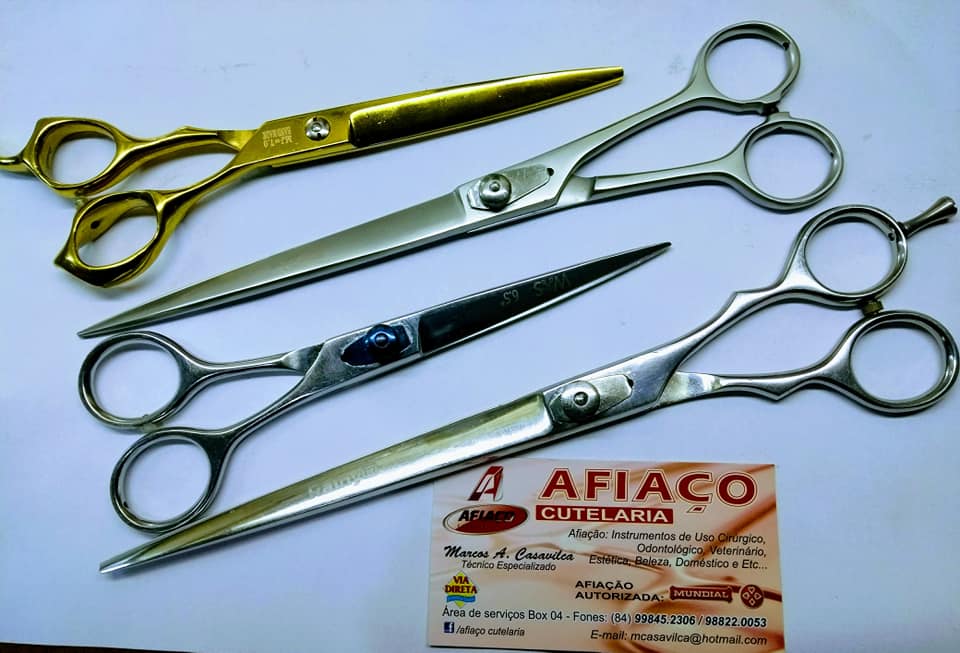 W.S 6.5"
AFIAÇO
AFIAÇO
CUTELARIA
Afiação: Instrumentos de Uso Cirúrgico,
Odontológico, Veterinário,
Estética, Beleza, Doméstico e Etc...
Marcos A. Casavilca
Técnico Especializado
VIA
DIRETA
AFIAÇÃO
AUTORIZADA:
MUNDIAL
Área de serviços Box 04 - Fones: (84) 99845.2306 / 98822.0053
f /afiaço cutelaria
E-mail: mcasavilca@hotmail.com